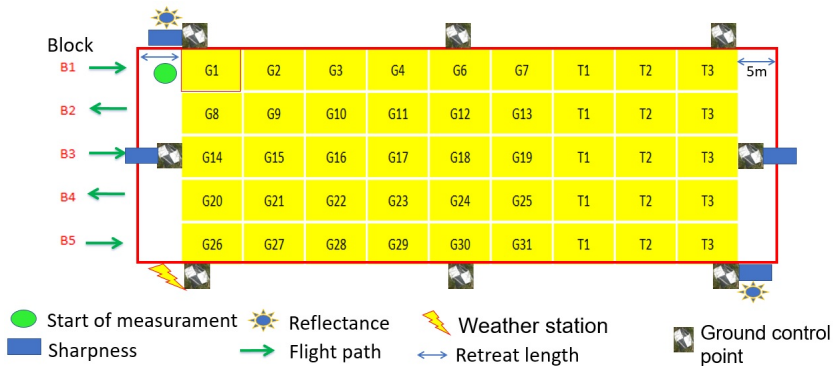 Block
B1 G1 G2 G3 G4 G6 G7 T1 T2 T3 5m
B2 G8 G9 G10 G11 G12 G13 T1 T2 T3
B3 G14 G15 G16 G17 G18 G19 T1 T2 T3
B4 G20 G21 G22 G23 G24 G25 T1 T2 T3
B5 G26 G27 G28 G29 G30 G31 T1 T2 T3
Start of measurament Reflectance Weather station Ground control
Sharpness Flight path Retreat length point